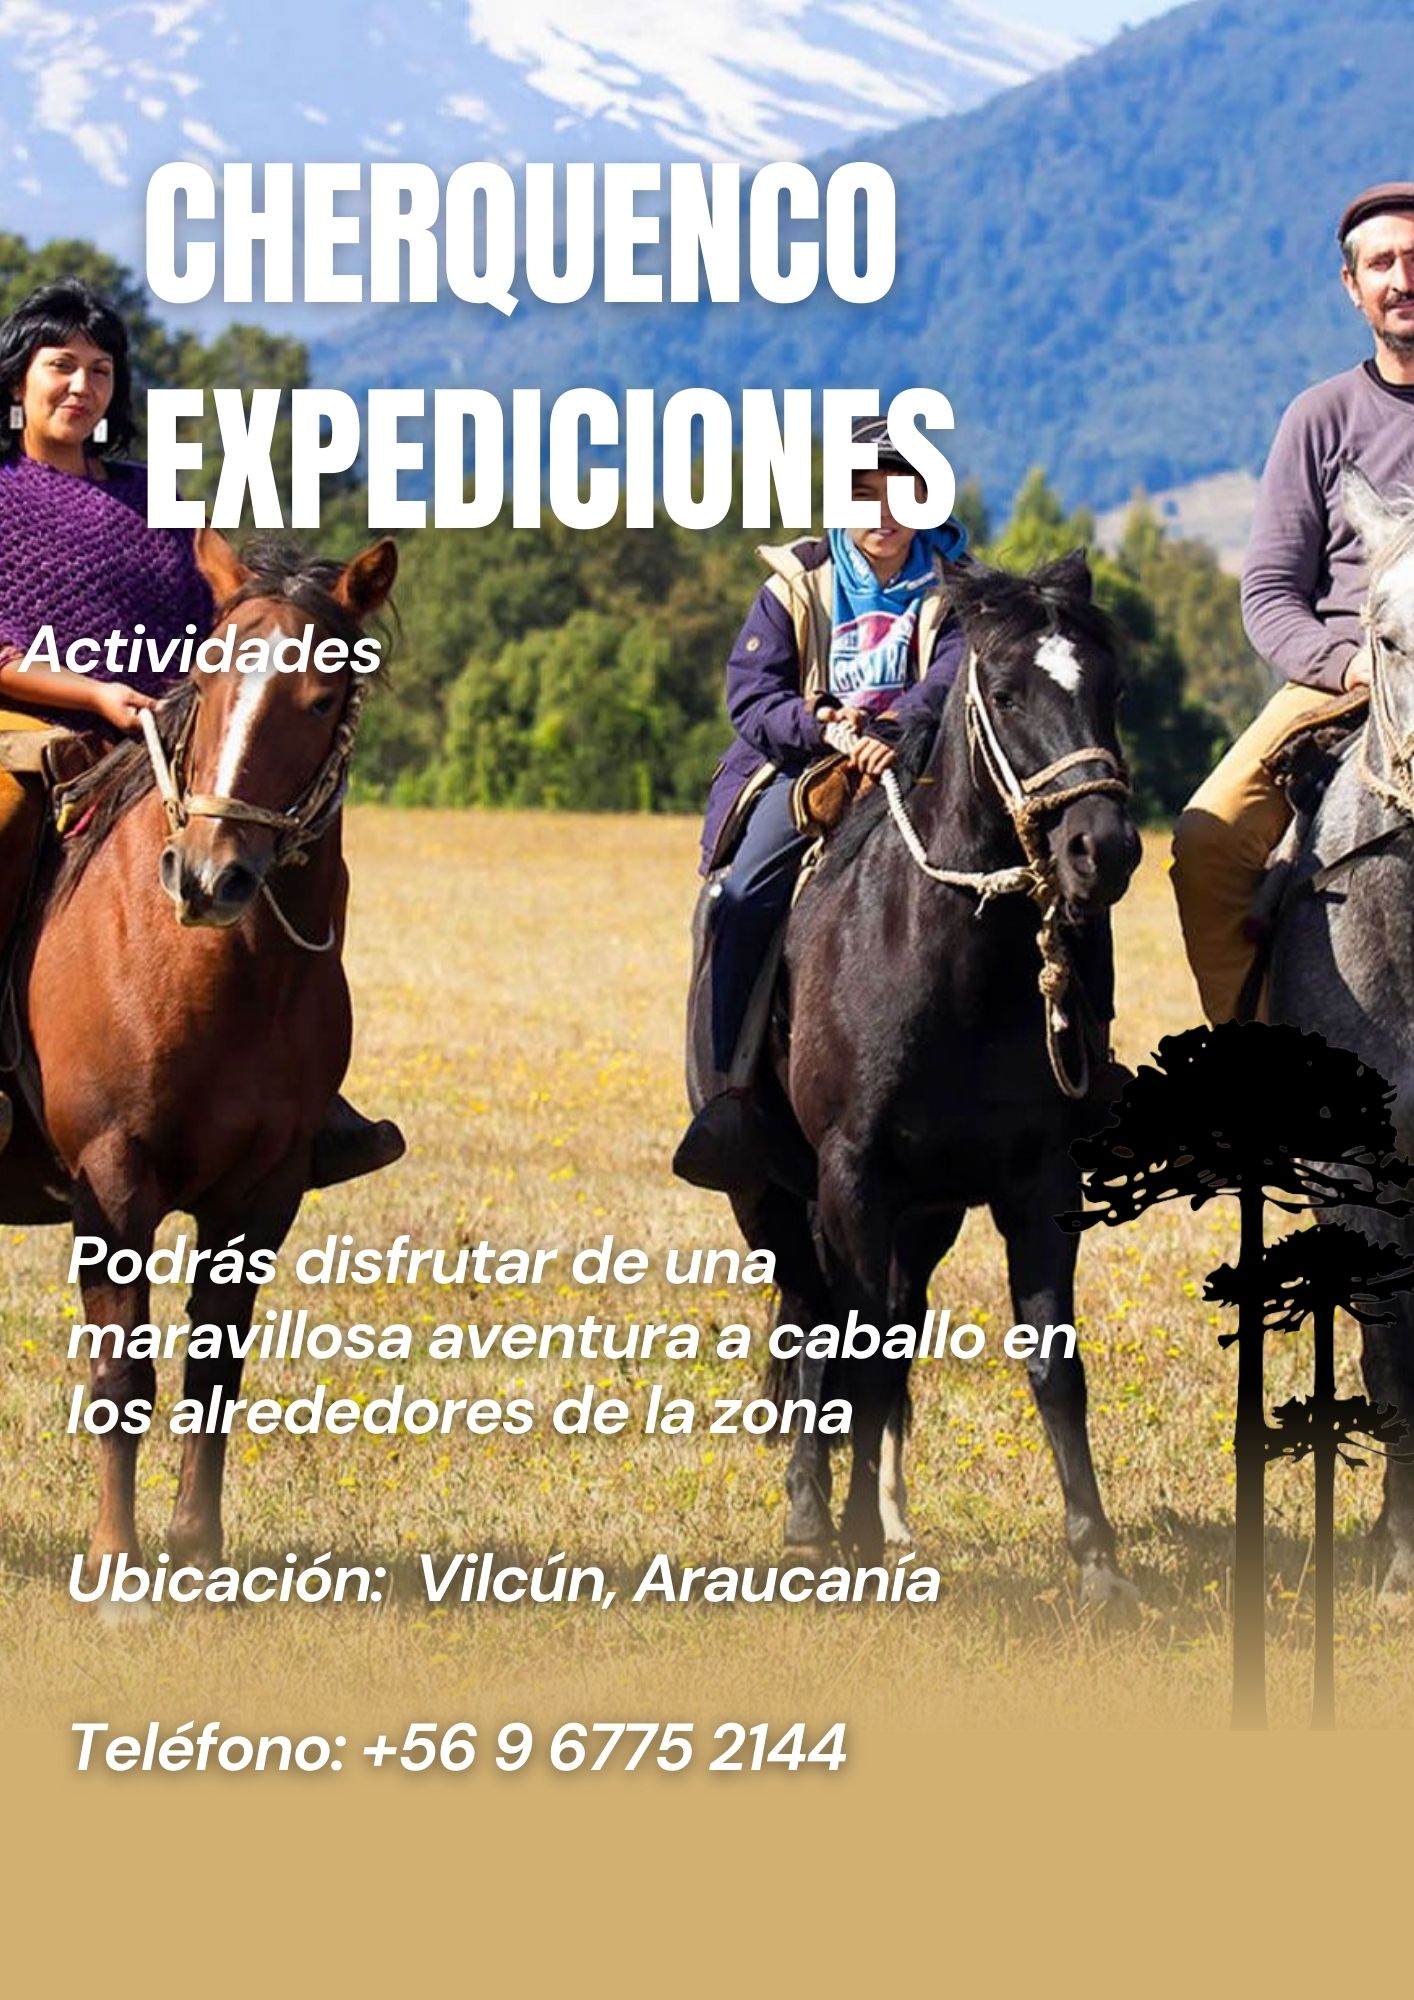 CHERQUENCO
EXPEDICIONES
Actividades
Podrás disfrutar de una
maravillosa aventura a caballo en
los alrededores de la zona
Ubicación: Vilcún, Araucanía
Teléfono: +56 9 6775 2144